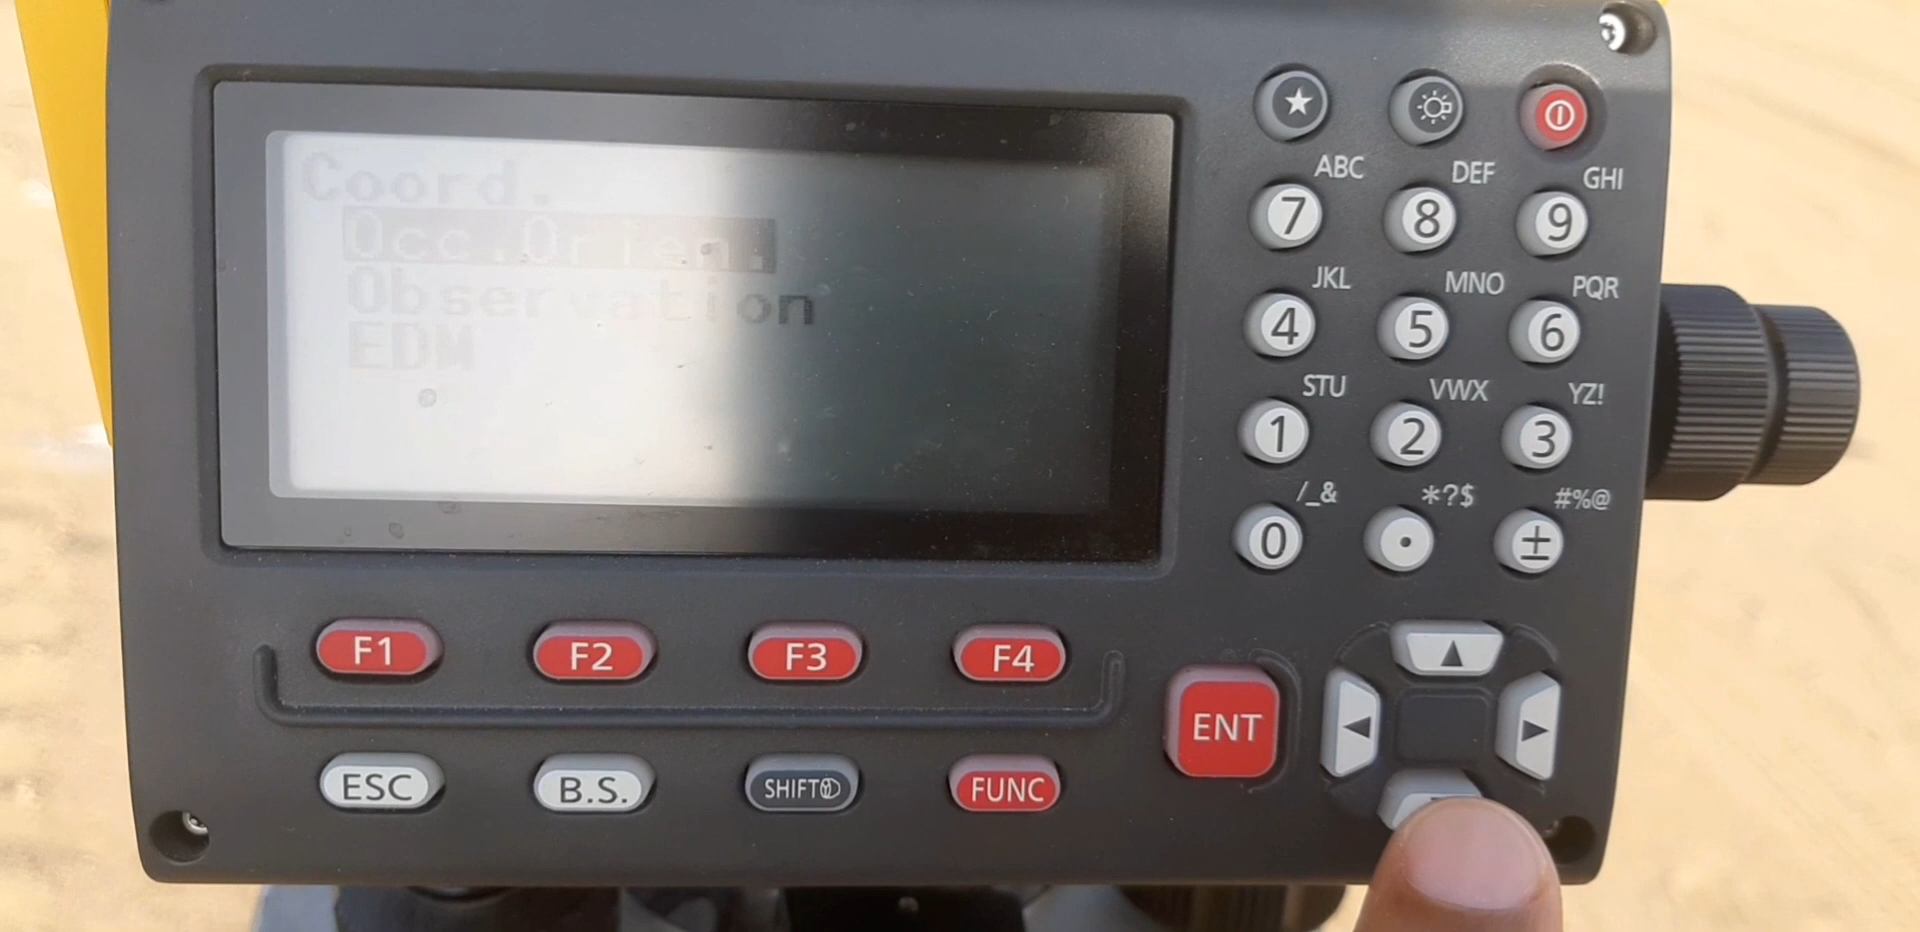 Coord.
Occ.Orien.
Observation
EDM
ABC DEF GHI
7 8 9
JKL MNO PQR
4 5 6
STU VWX YZ!
1 2 3
/_& *?$ #%@
0 . ±
F1 F2 F3 F4
ENT
ESC B.S. SHIFT FUNC